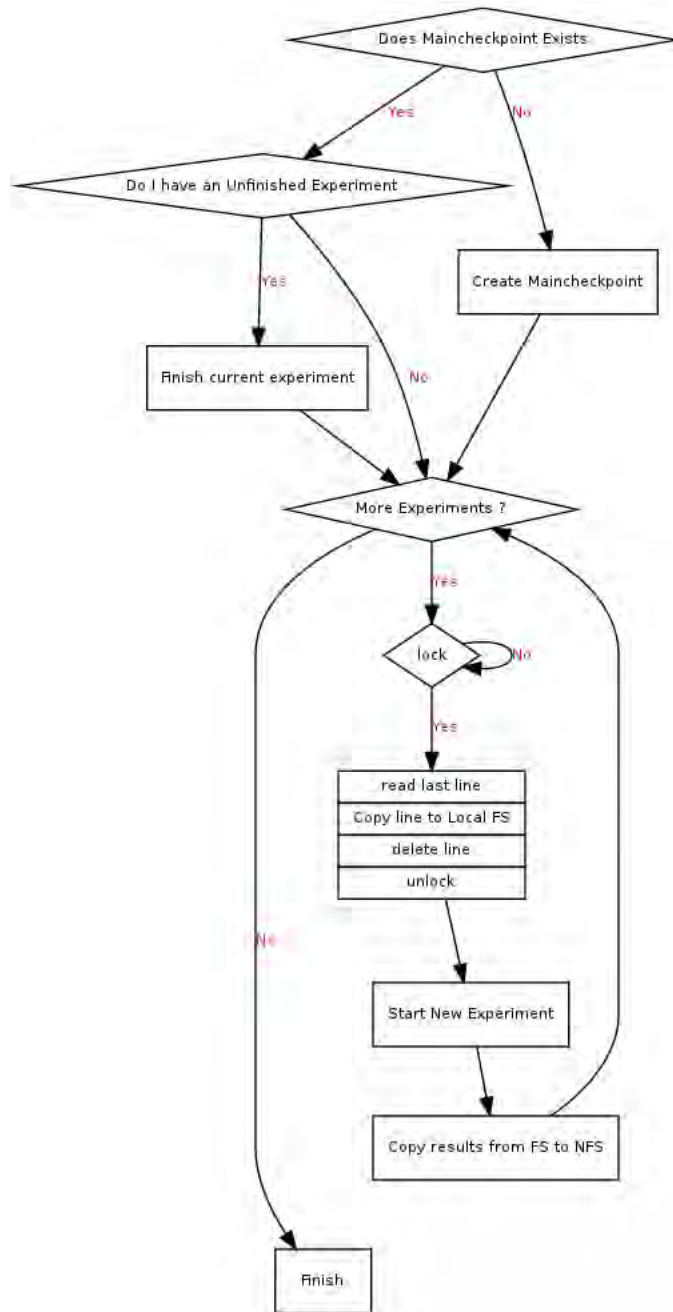 Does Maincheckpoint Exists
Yes
No
Do I have an Unfinished Experiment
Yes
Create Maincheckpoint
Finish current experiment
No
More Experiments ?
Yes
lock
No
Yes
read last line
Copy line to Local FS
delete line
unlock
No
Start New Experiment
Copy results from FS to NFS
Finish